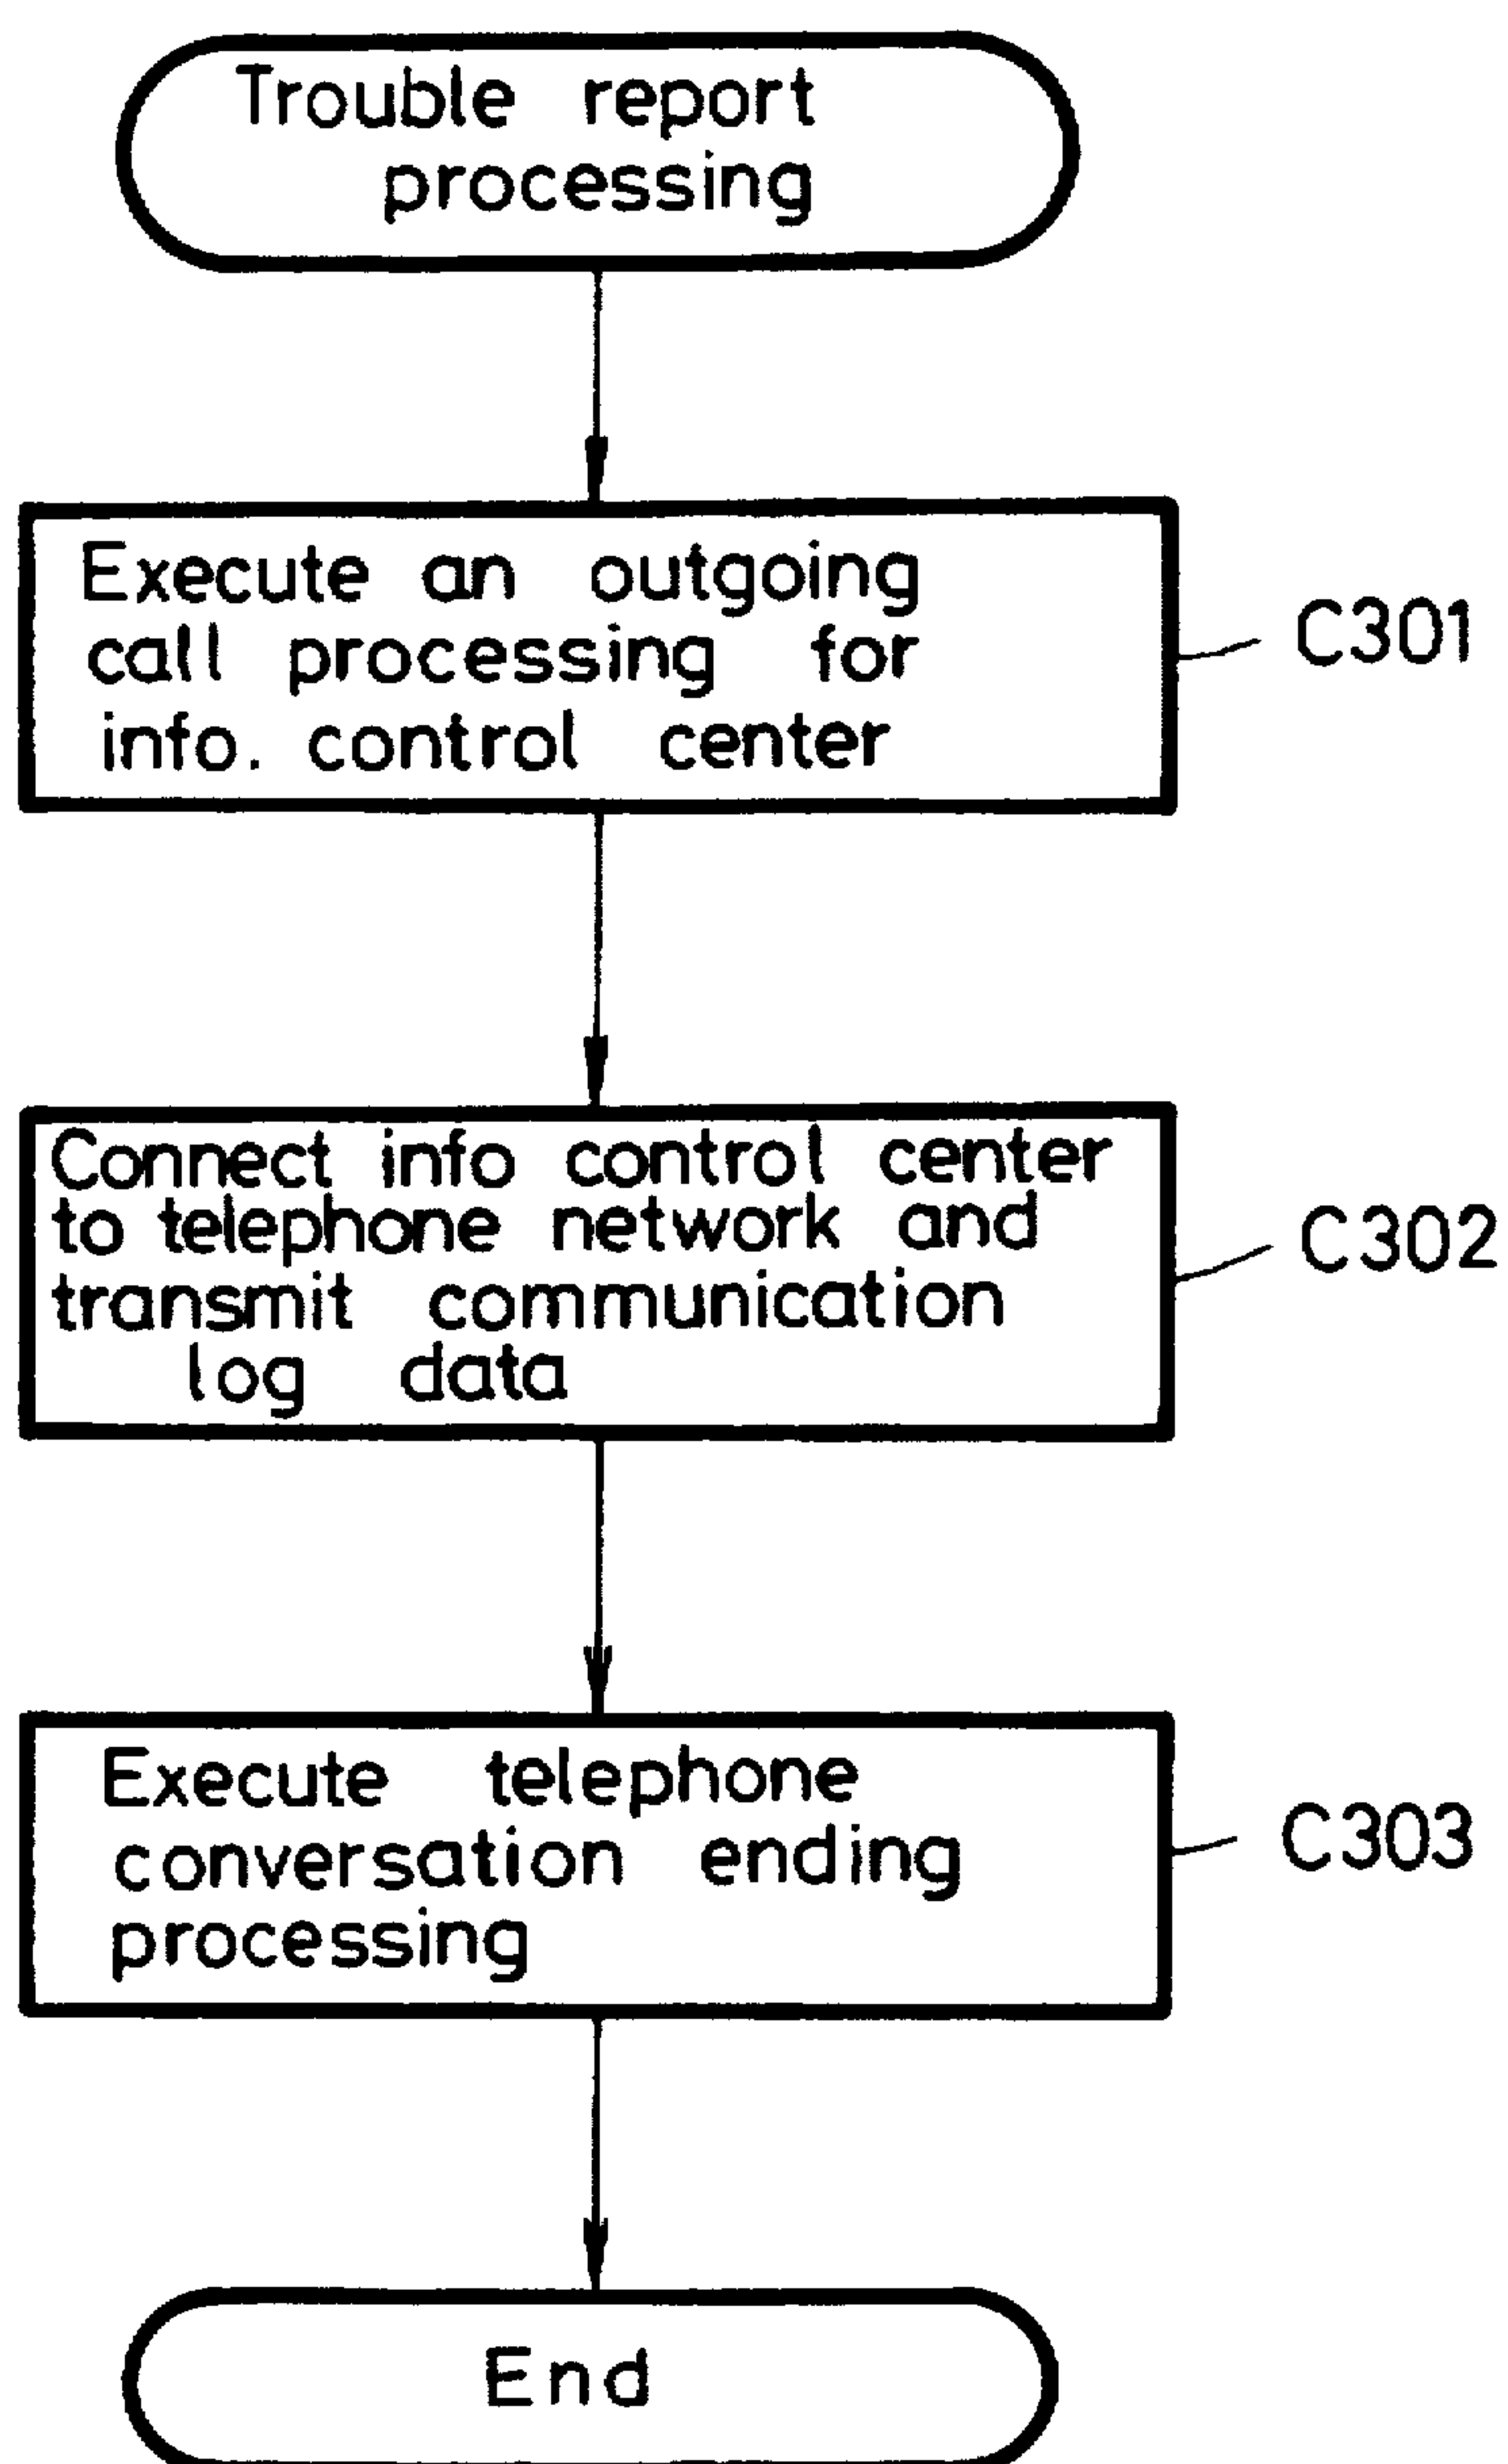 Trouble report
processing
Execute an outgoing
call processing for
info. control center
C301
Connect info control center
to telephone network and
transmit communication
log data
C302
Execute telephone
conversation ending
processing
C303
End